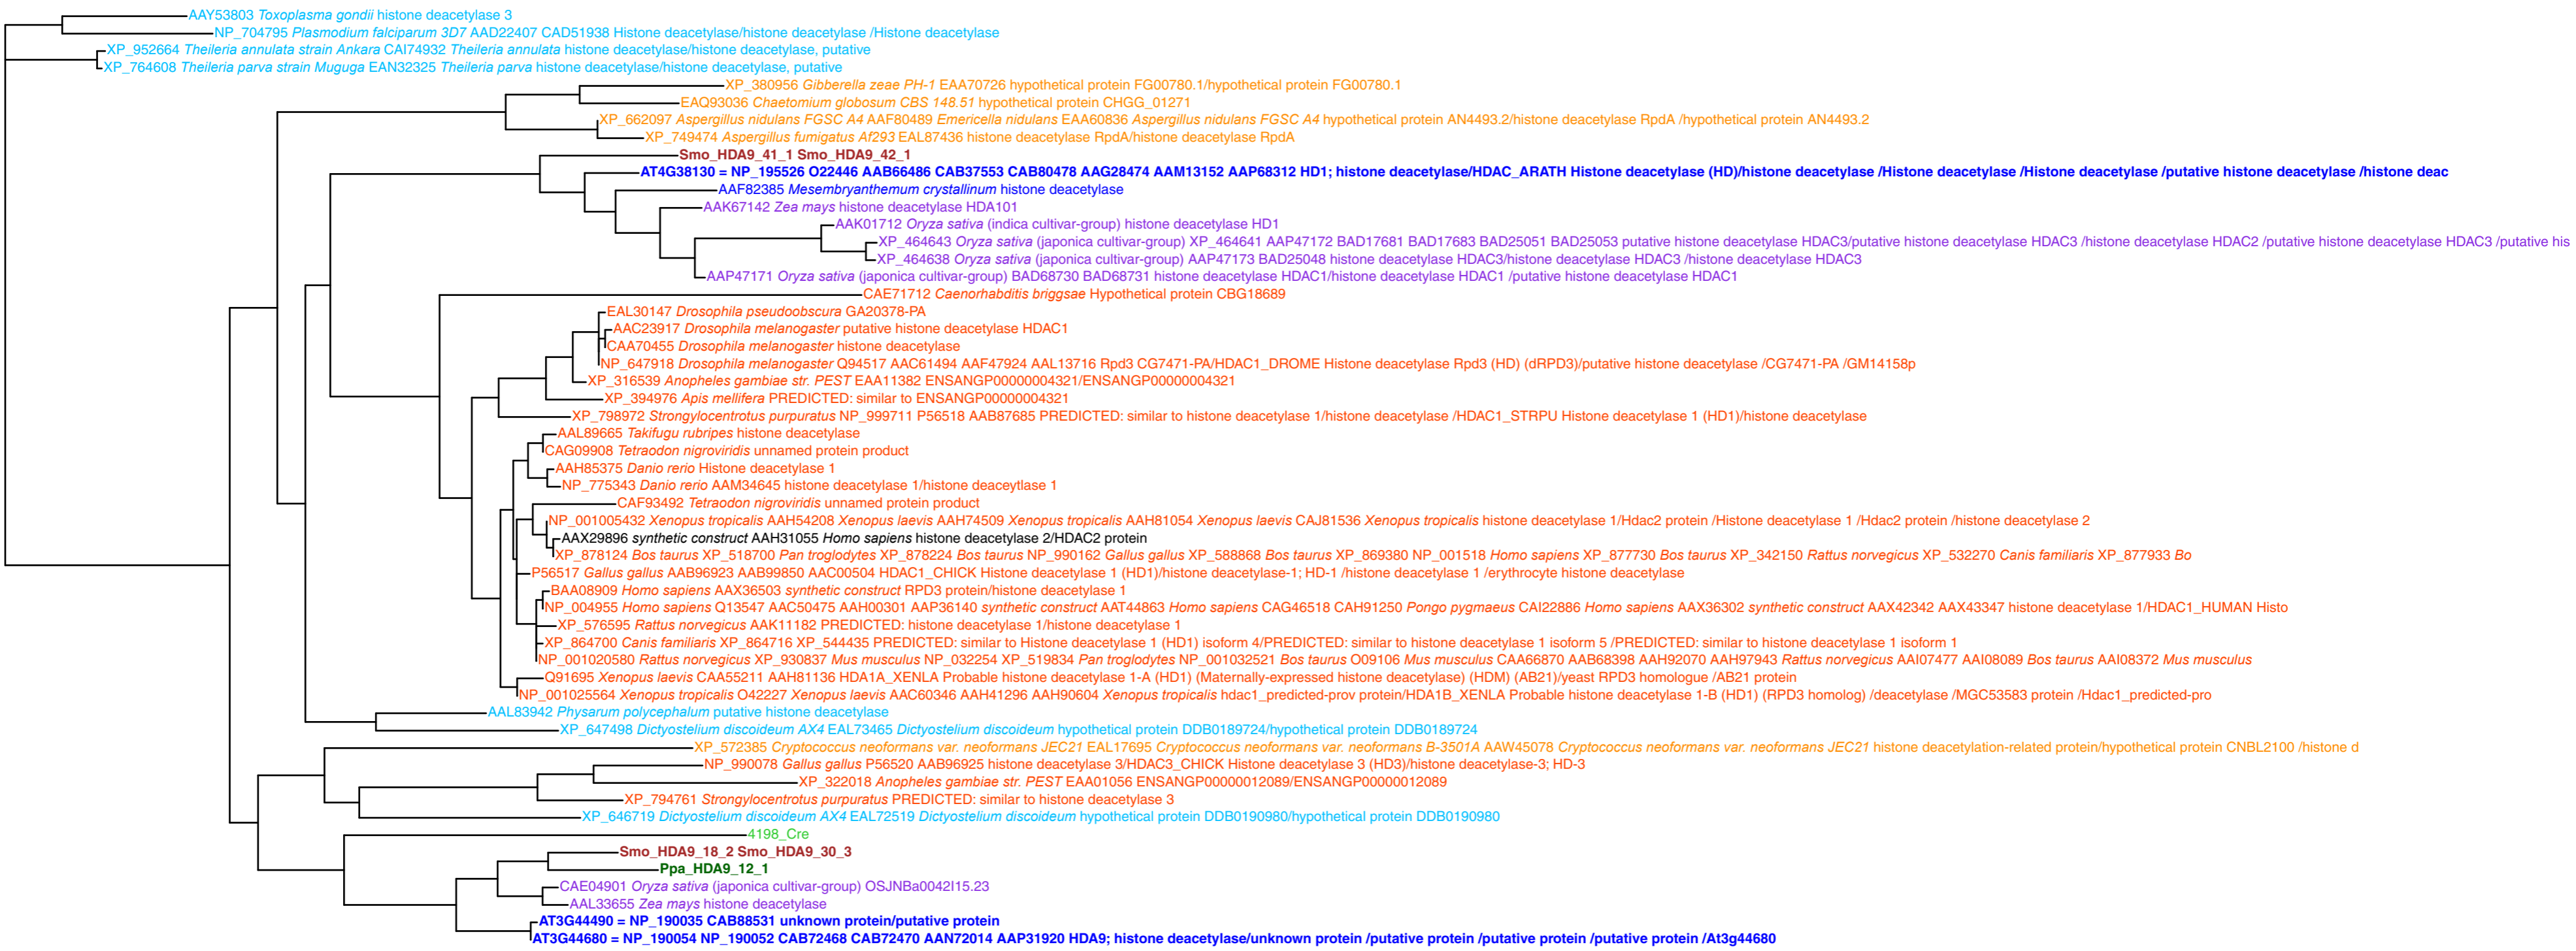 AAY53803 Toxoplasma gondii histone deacetylase 3
NP_704795 Plasmodium falciparum 3D7 AAD22407 CAD51938 Histone deacetylase/histone deacetylase /Histone deacetylase
XP_952664 Theileria annulata strain Ankara CAI74932 Theileria annulata histone deacetylase/histone deacetylase, putative
XP_764608 Theileria parva strain Muguga EAN32325 Theileria parva histone deacetylase/histone deacetylase, putative
XP_380956 Gibberella zeae PH-1 EAA70726 hypothetical protein FG00780.1/hypothetical protein FG00780.1
EAQ93036 Chaetomium globosum CBS 148.51 hypothetical protein CHGG_01271
XP_662097 Aspergillus nidulans FGSC A4 AAF80489 Emericella nidulans EAA60836 Aspergillus nidulans FGSC A4 hypothetical protein AN4493.2/histone deacetylase RpdA /hypothetical protein AN4493.2
XP_749474 Aspergillus fumigatus Af293 EAL87436 histone deacetylase RpdA/histone deacetylase RpdA
Smo_HDA9_41_1 Smo_HDA9_42_1
AT4G38130 = NP_195526 O22446 AAB66486 CAB37553 CAB80478 AAG28474 AAM13152 AAP68312 HD1; histone deacetylase/HDAC_ARATH Histone deacetylase (HD)/histone deacetylase /Histone deacetylase /Histone deacetylase /putative histone deacetylase /histone deac
AAF82385 Mesembryanthemum crystallinum histone deacetylase
AAK67142 Zea mays histone deacetylase HDA101
AAK01712 Oryza sativa (indica cultivar-group) histone deacetylase HD1
XP_464643 Oryza sativa (japonica cultivar-group) XP_464641 AAP47172 BAD17681 BAD17683 BAD25051 BAD25053 putative histone deacetylase HDAC3/putative histone deacetylase HDAC3 /histone deacetylase HDAC2 /putative histone deacetylase HDAC3 /putative his
XP_464638 Oryza sativa (japonica cultivar-group) AAP47173 BAD25048 histone deacetylase HDAC3/histone deacetylase HDAC3 /histone deacetylase HDAC3
AAP47171 Oryza sativa (japonica cultivar-group) BAD68730 BAD68731 histone deacetylase HDAC1/histone deacetylase HDAC1 /putative histone deacetylase HDAC1
CAE71712 Caenorhabditis briggsae Hypothetical protein CBG18689
EAL30147 Drosophila pseudoobscura GA20378-PA
AAC23917 Drosophila melanogaster putative histone deacetylase HDAC1
CAA70455 Drosophila melanogaster histone deacetylase
NP_647918 Drosophila melanogaster Q94517 AAC61494 AAF47924 AAL13716 Rpd3 CG7471-PA/HDAC1_DROME Histone deacetylase Rpd3 (HD) (dRPD3)/putative histone deacetylase /CG7471-PA /GM14158p
XP_316539 Anopheles gambiae str. PEST EAA11382 ENSANGP00000004321/ENSANGP00000004321
XP_394976 Apis mellifera PREDICTED: similar to ENSANGP00000004321
XP_798972 Strongylocentrotus purpuratus NP_999711 P56518 AAB87685 PREDICTED: similar to histone deacetylase 1/histone deacetylase /HDAC1_STRPU Histone deacetylase 1 (HD1)/histone deacetylase
AAL89665 Takifugu rubripes histone deacetylase
CAG09908 Tetraodon nigroviridis unnamed protein product
AAH85375 Danio rerio Histone deacetylase 1
NP_775343 Danio rerio AAM34645 histone deacetylase 1/histone deaceytlase 1
CAF93492 Tetraodon nigroviridis unnamed protein product
NP_001005432 Xenopus tropicalis AAH54208 Xenopus laevis AAH74509 Xenopus tropicalis AAH81054 Xenopus laevis CAJ81536 Xenopus tropicalis histone deacetylase 1/Hdac2 protein /Histone deacetylase 1 /Hdac2 protein /histone deacetylase 2
AAX29896 synthetic construct AAH31055 Homo sapiens histone deacetylase 2/HDAC2 protein
XP_878124 Bos taurus XP_518700 Pan troglodytes XP_878224 Bos taurus NP_990162 Gallus gallus XP_588868 Bos taurus XP_869380 NP_001518 Homo sapiens XP_877730 Bos taurus XP_342150 Rattus norvegicus XP_532270 Canis familiaris XP_877933 Bo
P56517 Gallus gallus AAB96923 AAB99850 AAC00504 HDAC1_CHICK Histone deacetylase 1 (HD1)/histone deacetylase-1; HD-1 /histone deacetylase 1 /erythrocyte histone deacetylase
BAA08909 Homo sapiens AAX36503 synthetic construct RPD3 protein/histone deacetylase 1
NP_004955 Homo sapiens Q13547 AAC50475 AAH00301 AAP36140 synthetic construct AAT44863 Homo sapiens CAG46518 CAH91250 Pongo pygmaeus CAI22886 Homo sapiens AAX36302 synthetic construct AAX42342 AAX43347 histone deacetylase 1/HDAC1_HUMAN Histo
XP_576595 Rattus norvegicus AAK11182 PREDICTED: histone deacetylase 1/histone deacetylase 1
XP_864700 Canis familiaris XP_864716 XP_544435 PREDICTED: similar to Histone deacetylase 1 (HD1) isoform 4/PREDICTED: similar to histone deacetylase 1 isoform 5 /PREDICTED: similar to histone deacetylase 1 isoform 1
NP_001020580 Rattus norvegicus XP_930837 Mus musculus NP_032254 XP_519834 Pan troglodytes NP_001032521 Bos taurus O09106 Mus musculus CAA66870 AAB68398 AAH92070 AAH97943 Rattus norvegicus AAI07477 AAI08089 Bos taurus AAI08372 Mus musculus
Q91695 Xenopus laevis CAA55211 AAH81136 HDA1A_XENLA Probable histone deacetylase 1-A (HD1) (Maternally-expressed histone deacetylase) (HDM) (AB21)/yeast RPD3 homologue /AB21 protein
NP_001025564 Xenopus tropicalis O42227 Xenopus laevis AAC60346 AAH41296 AAH90604 Xenopus tropicalis hdac1_predicted-prov protein/HDA1B_XENLA Probable histone deacetylase 1-B (HD1) (RPD3 homolog) /deacetylase /MGC53583 protein /Hdac1_predicted-pro
AAL83942 Physarum polycephalum putative histone deacetylase
XP_647498 Dictyostelium discoideum AX4 EAL73465 Dictyostelium discoideum hypothetical protein DDB0189724/hypothetical protein DDB0189724
XP_572385 Cryptococcus neoformans var. neoformans JEC21 EAL17695 Cryptococcus neoformans var. neoformans B-3501A AAW45078 Cryptococcus neoformans var. neoformans JEC21 histone deacetylation-related protein/hypothetical protein CNBL2100 /histone d
NP_990078 Gallus gallus P56520 AAB96925 histone deacetylase 3/HDAC3_CHICK Histone deacetylase 3 (HD3)/histone deacetylase-3; HD-3
XP_322018 Anopheles gambiae str. PEST EAA01056 ENSANGP00000012089/ENSANGP00000012089
XP_794761 Strongylocentrotus purpuratus PREDICTED: similar to histone deacetylase 3
XP_646719 Dictyostelium discoideum AX4 EAL72519 Dictyostelium discoideum hypothetical protein DDB0190980/hypothetical protein DDB0190980
4198_Cre
Smo_HDA9_18_2 Smo_HDA9_30_3
Ppa_HDA9_12_1
CAE04901 Oryza sativa (japonica cultivar-group) OSJNBa0042I15.23
AAL33655 Zea mays histone deacetylase
AT3G44490 = NP_190035 CAB88531 unknown protein/putative protein
AT3G44680 = NP_190054 NP_190052 CAB72468 CAB72470 AAN72014 AAP31920 HDA9; histone deacetylase/unknown protein /putative protein /putative protein /putative protein /At3g44680